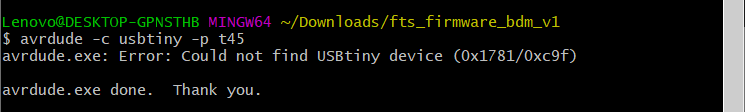 Lenovo@DESKTOP-GPNSTHB MINGW64 ~/Downloads/fts_firmware_bdm_v1
$ avrdude -c usbtiny -p t45
avrdude.exe: Error: Could not find USBtiny device (0x1781/0xc9f)
avrdude.exe done.  Thank you.